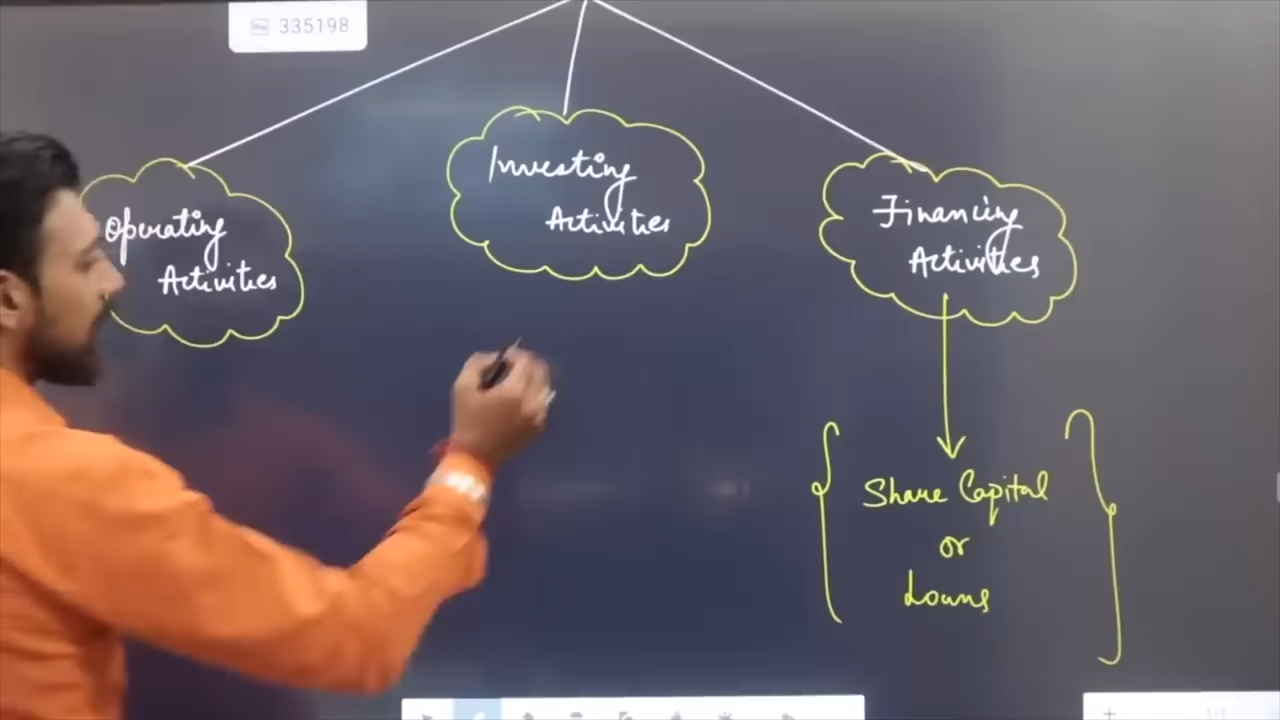 335198
Investing
Activities
Operating
Activities
Financing
Activities
Share Capital
or
Loans